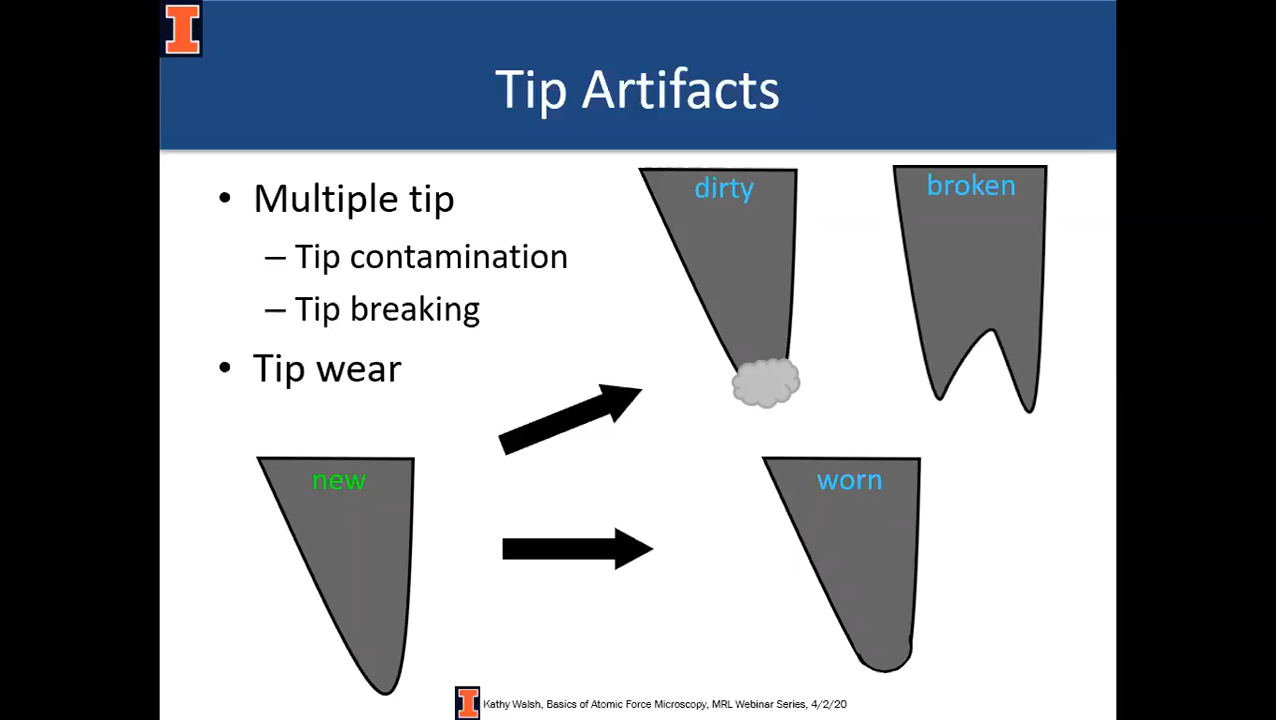 Tip Artifacts
• Multiple tip
– Tip contamination
– Tip breaking
• Tip wear
dirty
broken
new
worn
Kathy Walsh, Basics of Atomic Force Microscopy, MRL Webinar Series, 4/2/20